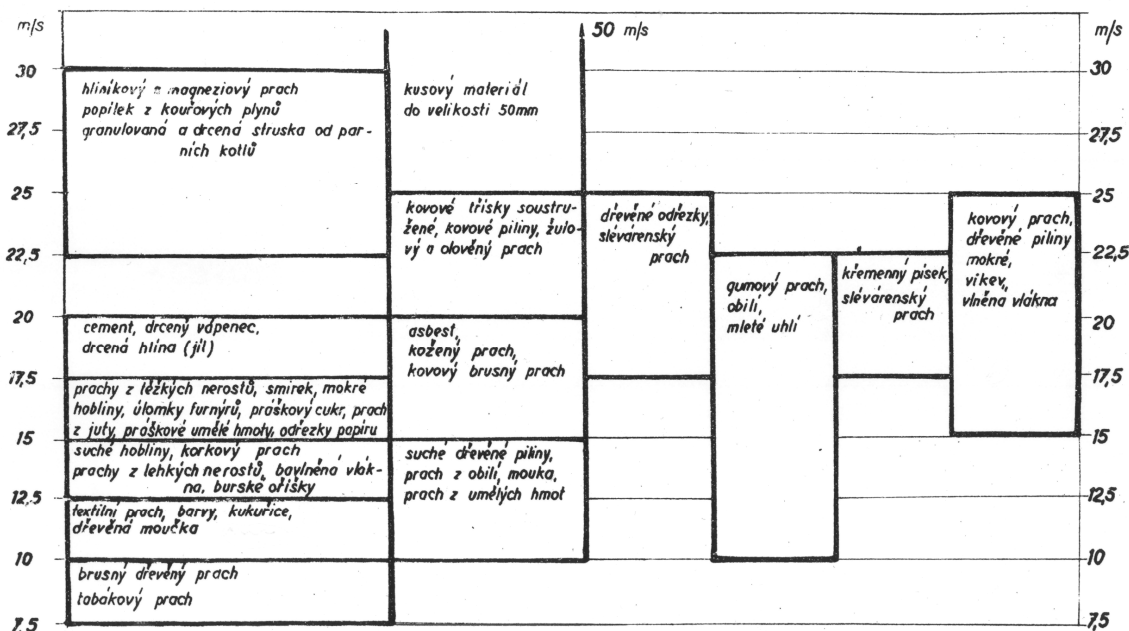 m/s
50 m/s
m/s
30
27,5
25
22,5
20
17,5
15
12,5
10
7,5
hliníkový a magneziový prach
popílek z kouřových plynů
granulovaná a drcená struska od par-
ních kotlů
cement, drcený vápenec,
drcená hlína (jíl)
prachy z těžkých nerostů, smirek, mokré
hobliny, úlomky furnýrů, práškový cukr, prach
z juty, práškové umělé hmoty, odřezky papíru
suché hobliny, korkový prach
prachy z lehkých nerostů, bavlněná vlák-
na, burské oříšky
textilní prach, barvy, kukuřice,
dřevěná moučka
brusný dřevěný prach
tabákový prach
kusový materiál
do velikosti 50mm
kovové třísky soustru-
žené, kovové piliny, žulo-
vý a olověný prach
asbest,
kožený prach,
kovový brusný prach
suché dřevěné piliny,
prach z obilí, mouka,
prach z umělých hmot
dřevěné odřezky,
slévárenský
prach
gumový prach,
obilí,
mleté uhlí
křemenný písek,
slévárenský
prach
kovový prach,
dřevěné piliny
mokré,
vikev,
vlněna vlákna
30
27,5
25
22,5
20
17,5
15
12,5
10
7,5